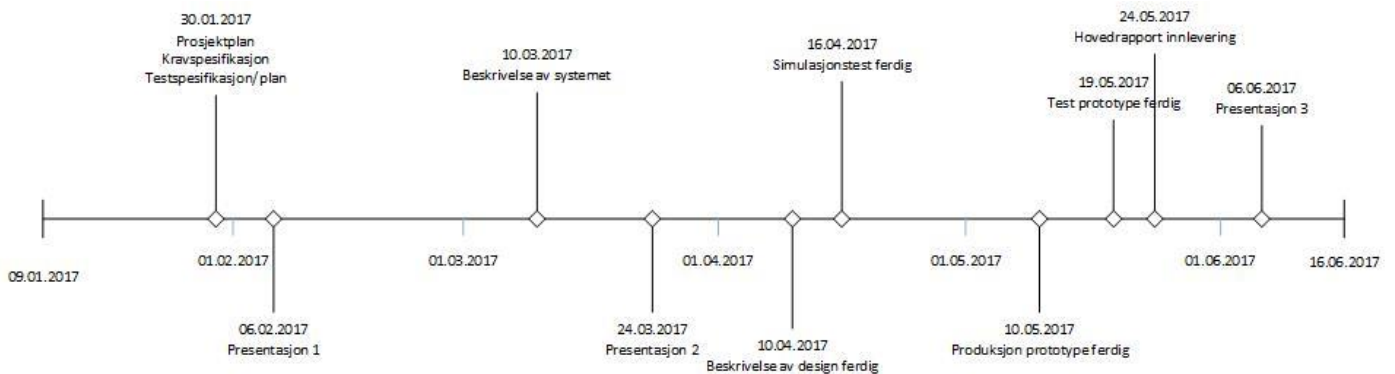 30.01.2017
Prosjektplan
Kravspesifikasjon
Testspesifikasjon/plan
10.03.2017
Beskrivelse av systemet
16.04.2017
Simulasjonstest ferdig
24.05.2017
Hovedrapport innlevering
19.05.2017
Test prototype ferdig
06.06.2017
Presentasjon 3
09.01.2017
01.02.2017
01.03.2017
01.04.2017
01.05.2017
01.06.2017
16.06.2017
06.02.2017
Presentasjon 1
24.03.2017
Presentasjon 2
10.04.2017
Beskrivelse av design ferdig
10.05.2017
Produksjon prototype ferdig